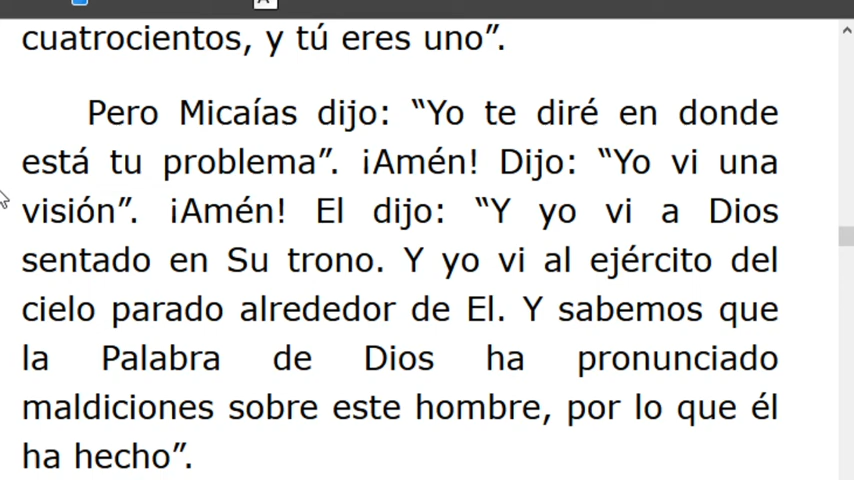 cuatrocientos, y tú eres uno”.
Pero Micaías dijo: “Yo te diré en donde
está tu problema”. ¡Amén! Dijo: “Yo vi una
visión”. ¡Amén! El dijo: “Y yo vi a Dios
sentado en Su trono. Y yo vi al ejército del
cielo parado alrededor de El. Y sabemos que
la Palabra de Dios ha pronunciado
maldiciones sobre este hombre, por lo que él
ha hecho”.